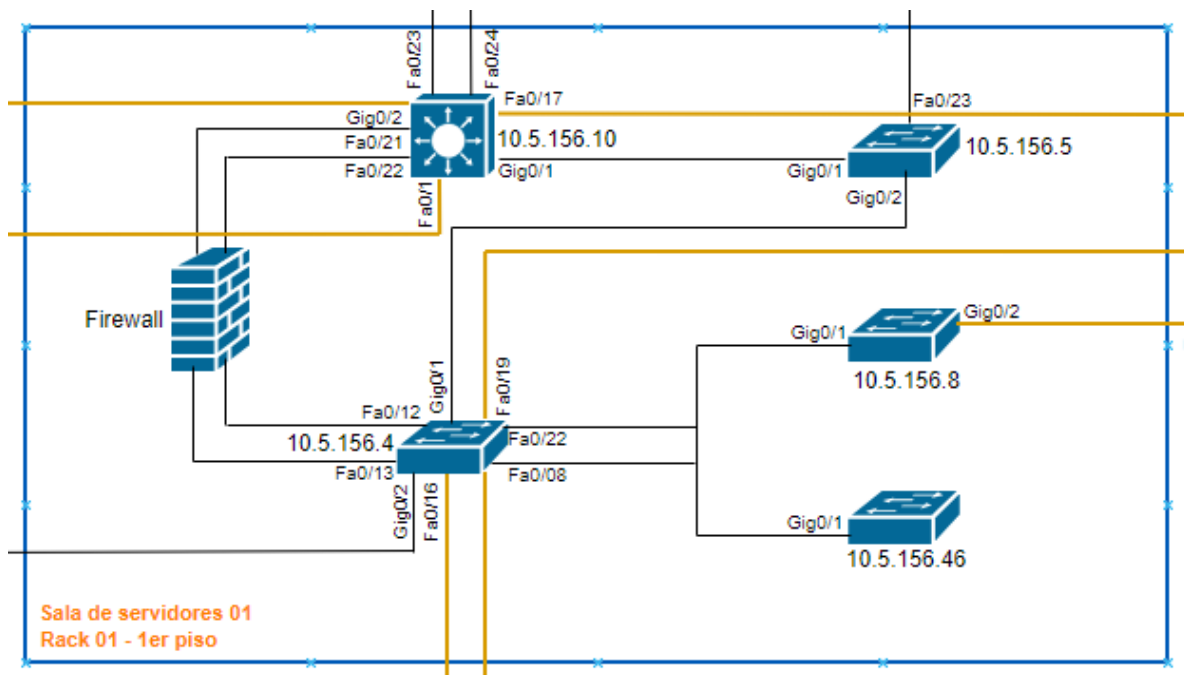 Fa0/23
Fa0/24
Fa0/17
Fa0/23
Gig0/2
Fa0/21
10.5.156.10
10.5.156.5
Fa0/22
Gig0/1
Gig0/1
Fa0/1
Gig0/2
Firewall
Gig0/2
Gig0/1
10.5.156.8
Gig0/1
Fa0/19
Fa0/12
10.5.156.4
Fa0/22
Fa0/13
Fa0/08
Gig0/2
Fa0/16
Gig0/1
10.5.156.46
Sala de servidores 01
Rack 01 - 1er piso